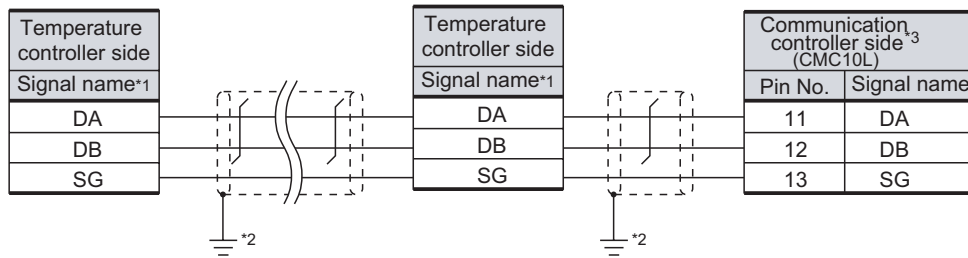 Temperature
controller side
Signal name*1
DA
DB
SG
*2
Temperature
controller side
Signal name*1
DA
DB
SG
*2
Communication
controller side*3
(CMC10L)
Pin No. Signal name
11 DA
12 DB
13 SG